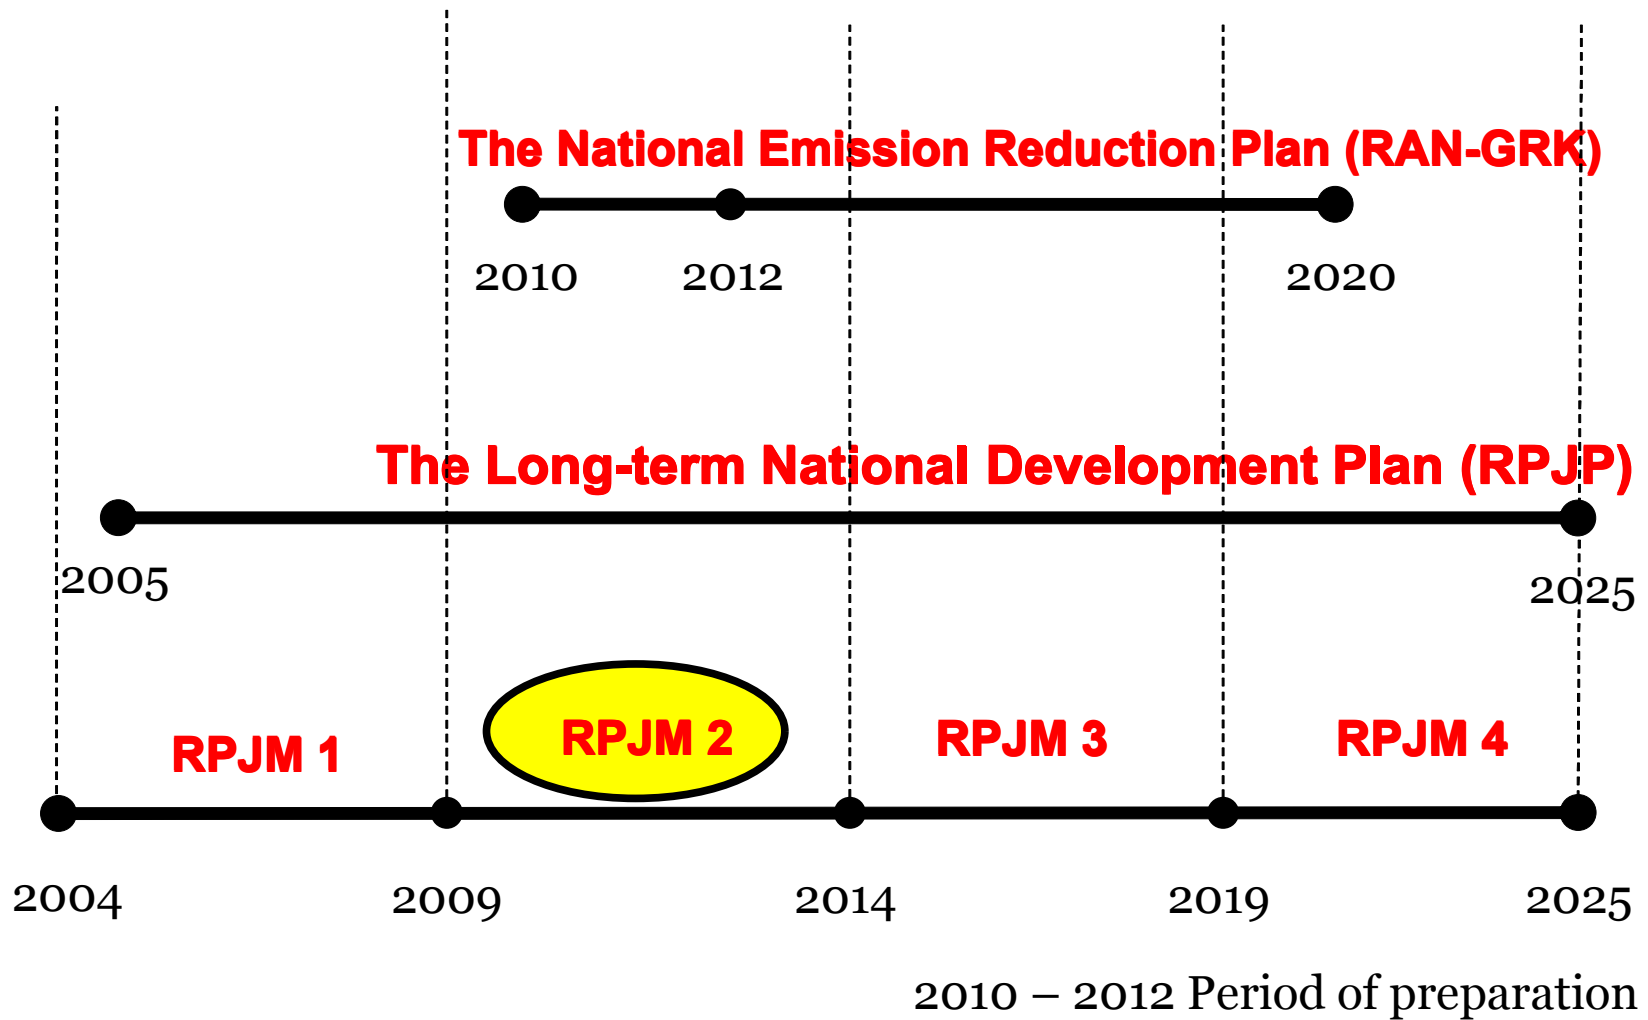 The National Emission Reduction Plan (RAN-GRK)
2010 2012 2020
The Long-term National Development Plan (RPJP)
2005 2025
RPJM 1 RPJM 2 RPJM 3 RPJM 4
2004 2009 2014 2019 2025
2010 – 2012 Period of preparation